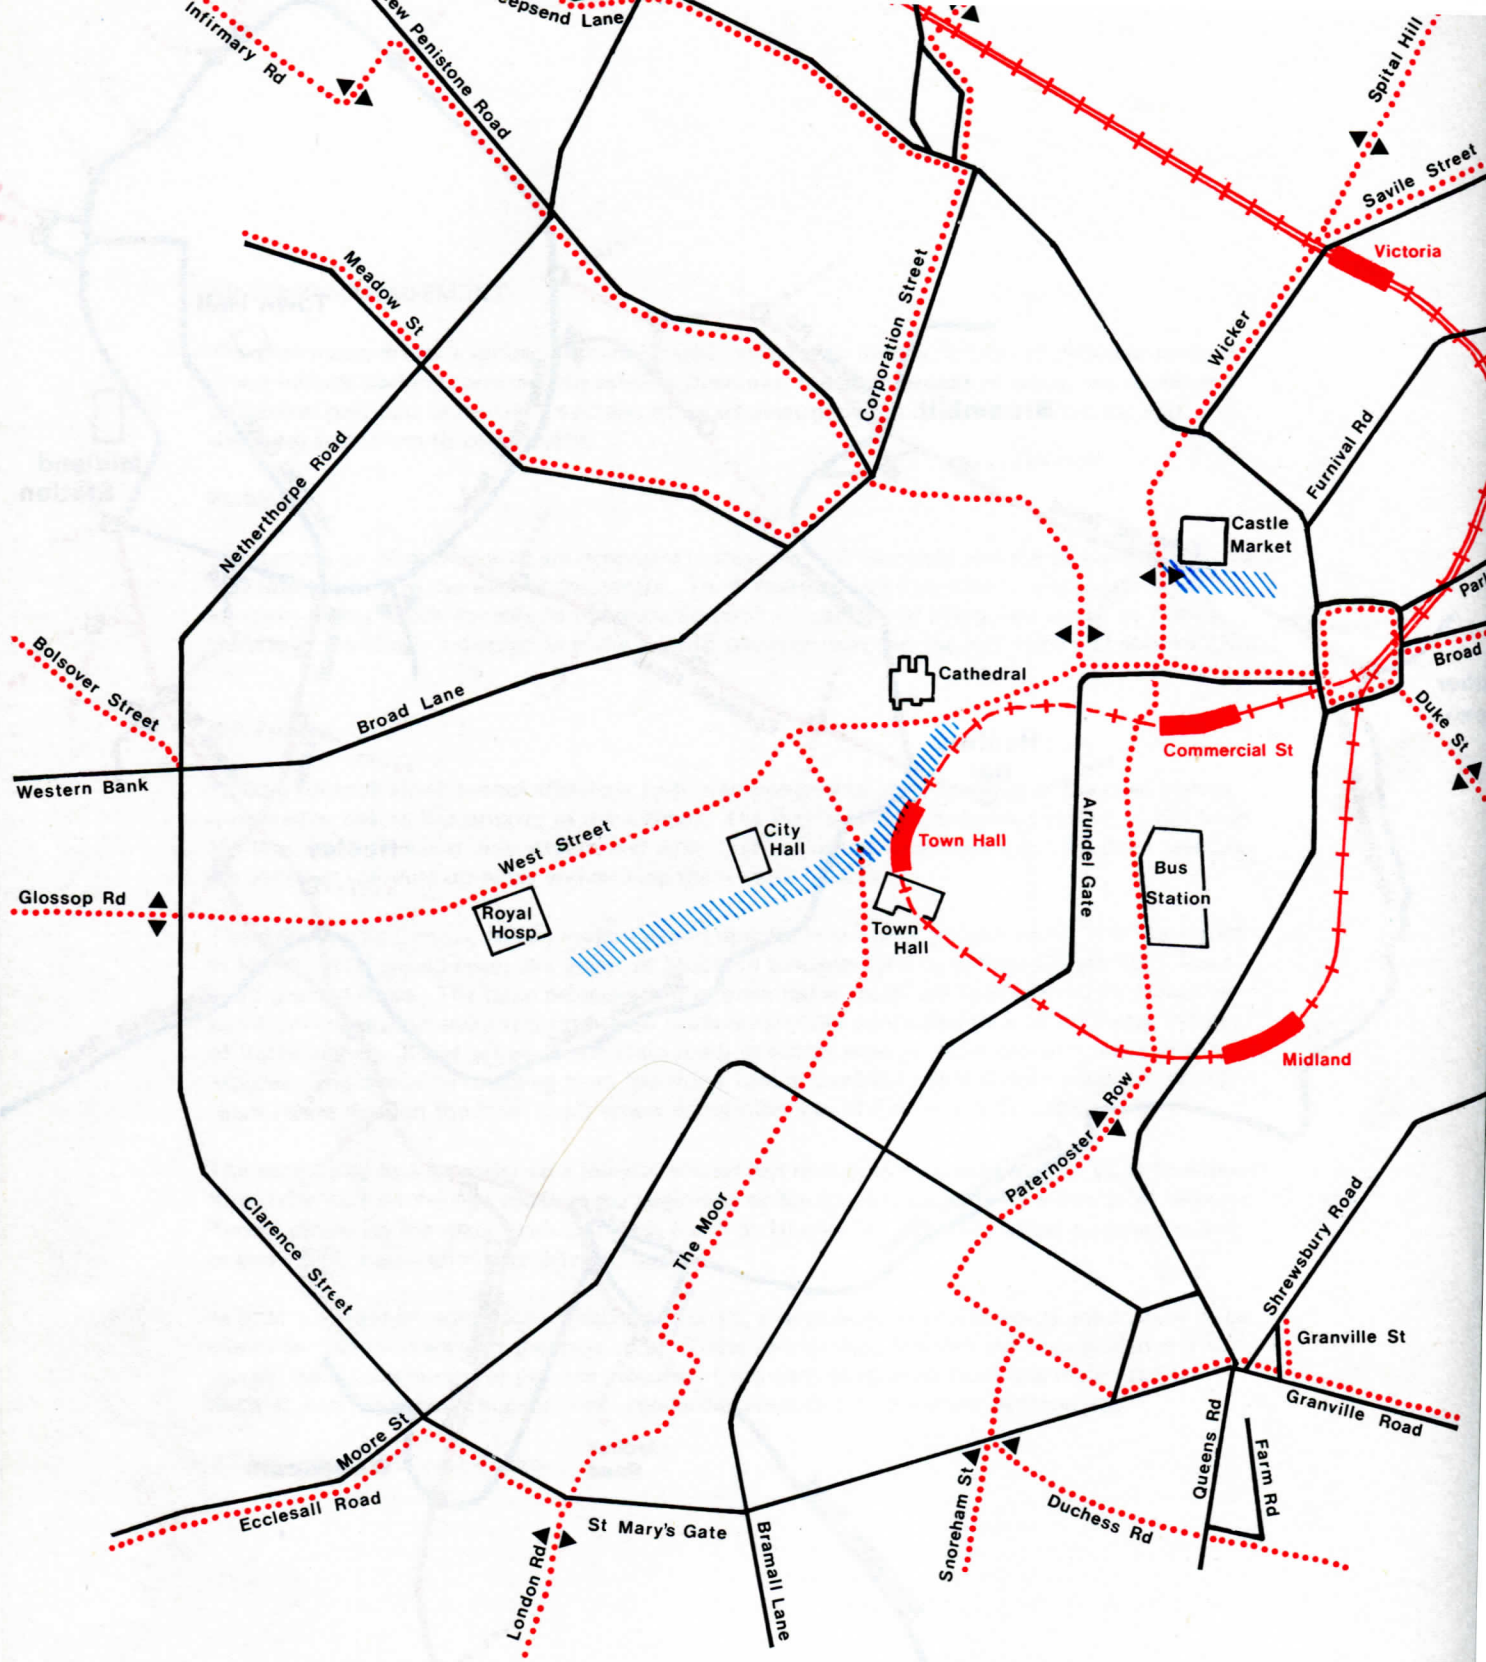 Infirmary Rd
New Penistone Road
eepsend Lane
Spital Hill
Savile Street
Victoria
Meadow St
Corporation Street
Wicker
Furnival Rd
Netherthorpe Road
Castle
Market
Park
Broad
Duke St
Bolsover Street
Broad Lane
Cathedral
Commercial St
Western Bank
West Street
City
Hall
Town Hall
Arundel Gate
Bus
Station
Glossop Rd
Royal
Hosp.
Town
Hall
Midland
Paternoster Row
The Moor
Clarence Street
Shrewsbury Road
Granville St
Granville Road
Moore St
Ecclesall Road
St Mary's Gate
London Rd
Bramall Lane
Snoreham St
Duchess Rd
Queens Rd
Farm Rd